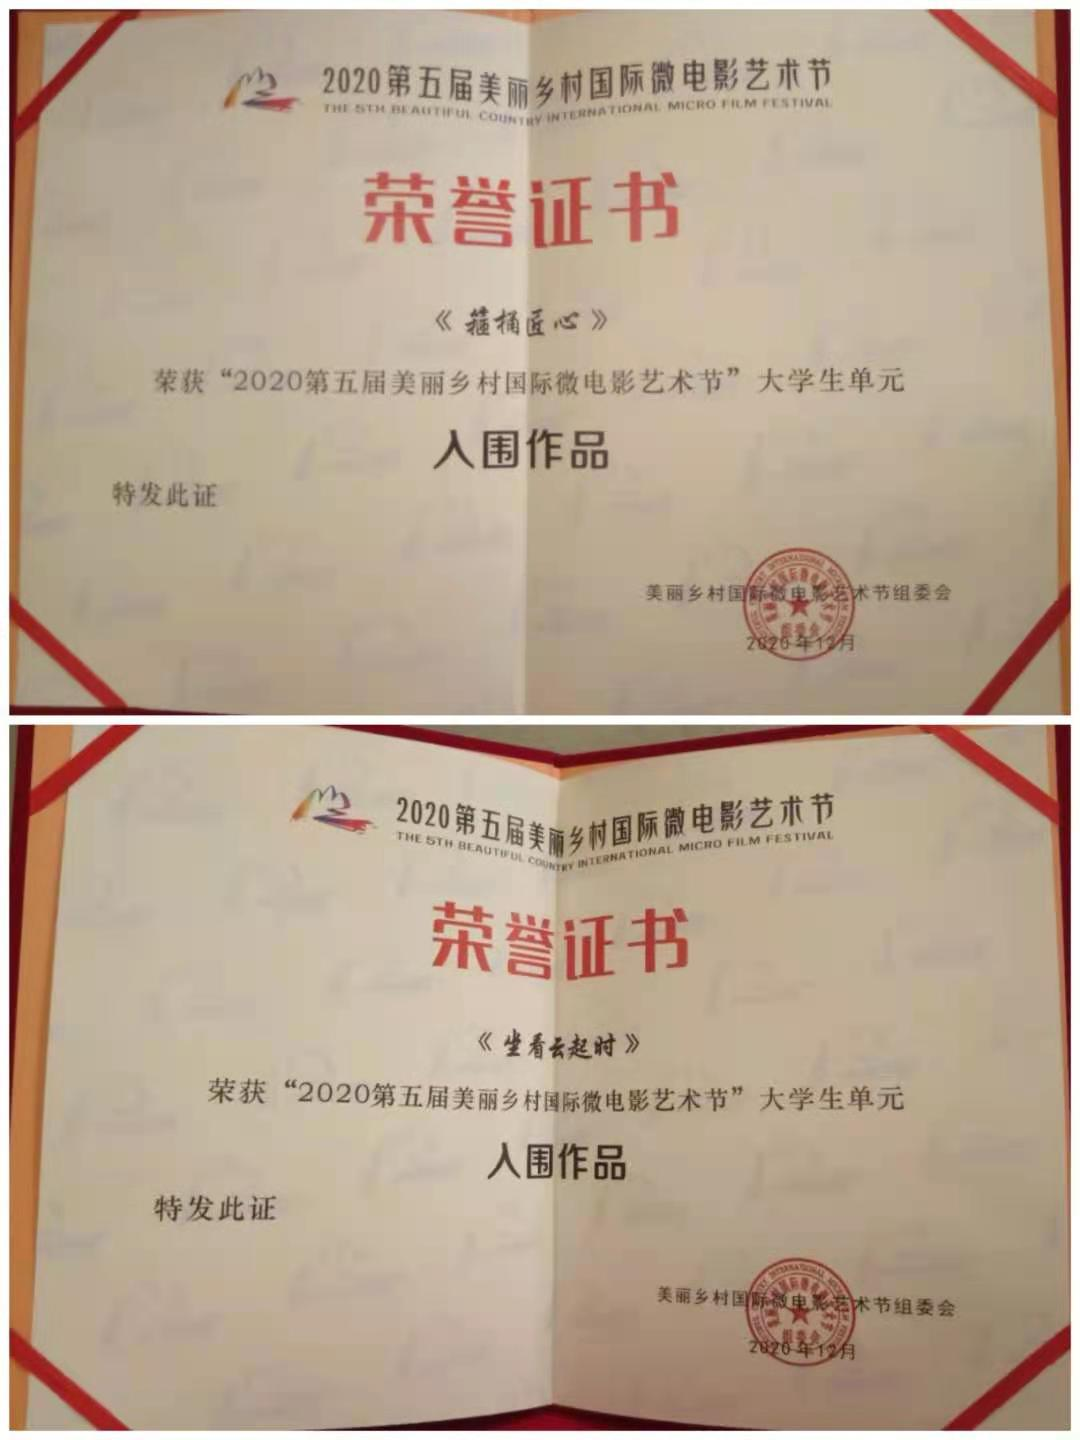 2020第五届美丽乡村国际微电影艺术节
THE 5TH BEAUTIFUL COUNTRY INTERNATIONAL MICRO FILM FESTIVAL
荣誉证书
《箍桶匠心》
荣获“2020第五届美丽乡村国际微电影艺术节”大学生单元
入围作品
特发此证
美丽乡村国际微电影艺术节组委会
2020年12月
2020第五届美丽乡村国际微电影艺术节
THE 5TH BEAUTIFUL COUNTRY INTERNATIONAL MICRO FILM FESTIVAL
荣誉证书
《坐看云起时》
荣获“2020第五届美丽乡村国际微电影艺术节”大学生单元
入围作品
特发此证
美丽乡村国际微电影艺术节组委会
2020年12月